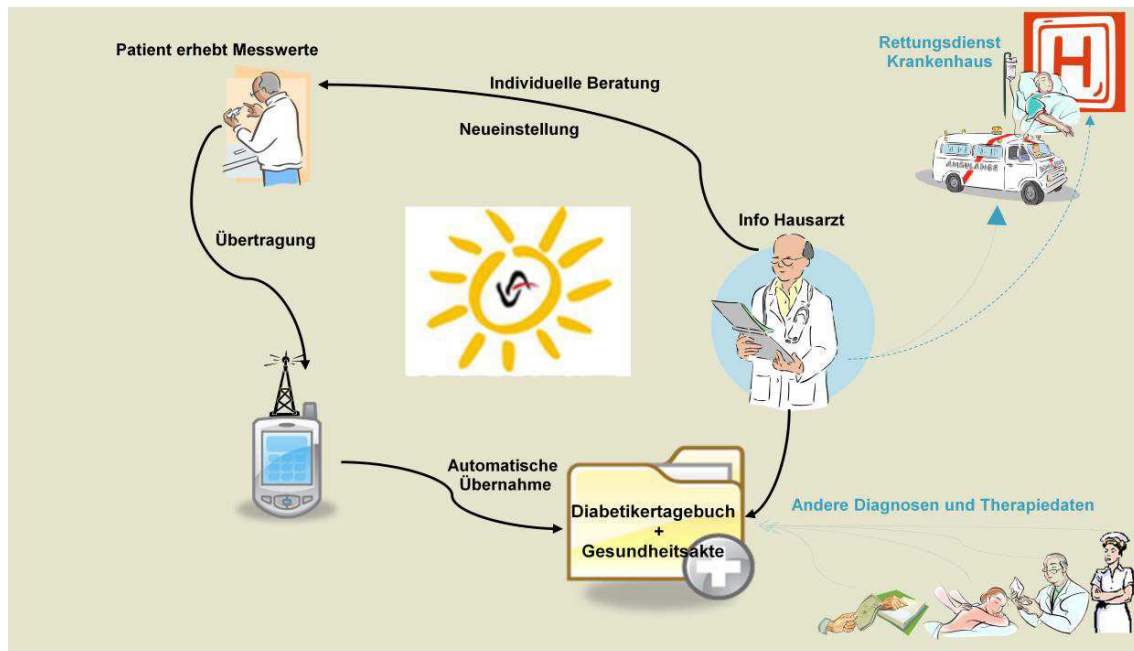 Patient erhebt Messwerte
Rettungsdienst
Krankenhaus
H
Individuelle Beratung
Neueinstellung
AMBULANCE
Info Hausarzt
Übertragung
Automatische
Übernahme
Diabetikertagebuch
+
Gesundheitsakte
Andere Diagnosen und Therapiedaten